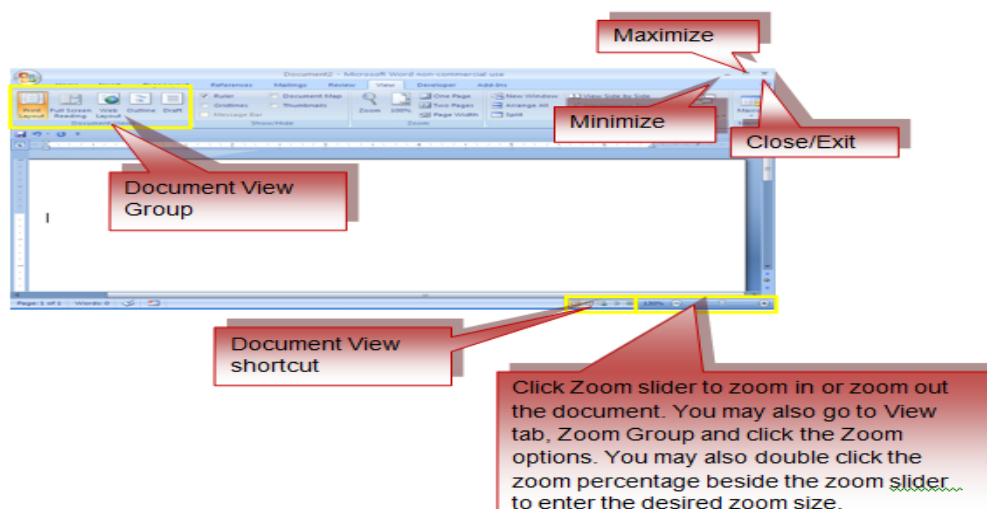 Maximize
Document2 - Microsoft Word non-commercial use
References Mailings Review View Developer Add-Ins
Print Layout Full Screen Reading Web Layout Outline Draft
Ruler Document Map
Gridlines Thumbnails
Message Bar
Show/Hide
Zoom 100%
One Page
Two Pages
Page Width
Zoom
New Window View Side by Side
Arrange All
Split
Minimize
Close/Exit
Document View
Group
Page: 1 of 1 Words: 0
130%
Document View
shortcut
Click Zoom slider to zoom in or zoom out
the document. You may also go to View
tab, Zoom Group and click the Zoom
options. You may also double click the
zoom percentage beside the zoom slider
to enter the desired zoom size.